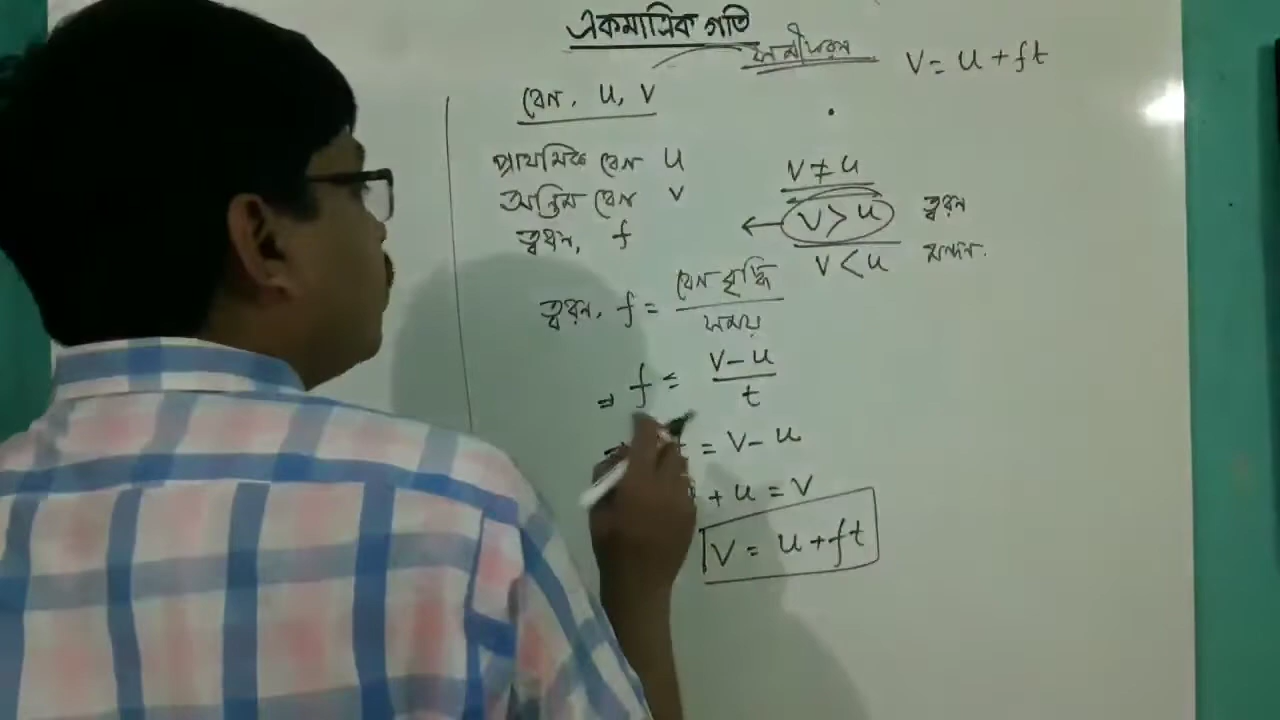 একমাত্রিক গতি
সমীকরণ
V = u + ft
বেগ, u, v
প্রাথমিক বেগ u
অন্তিম বেগ v
ত্বরণ, f
v ≠ u
← v > u ত্বরণ
v < u মন্দন.
ত্বরণ, f = বেগ বৃদ্ধি
সময়
⇒ f = v - u
t
= v - u
+ u = v
v = u + ft